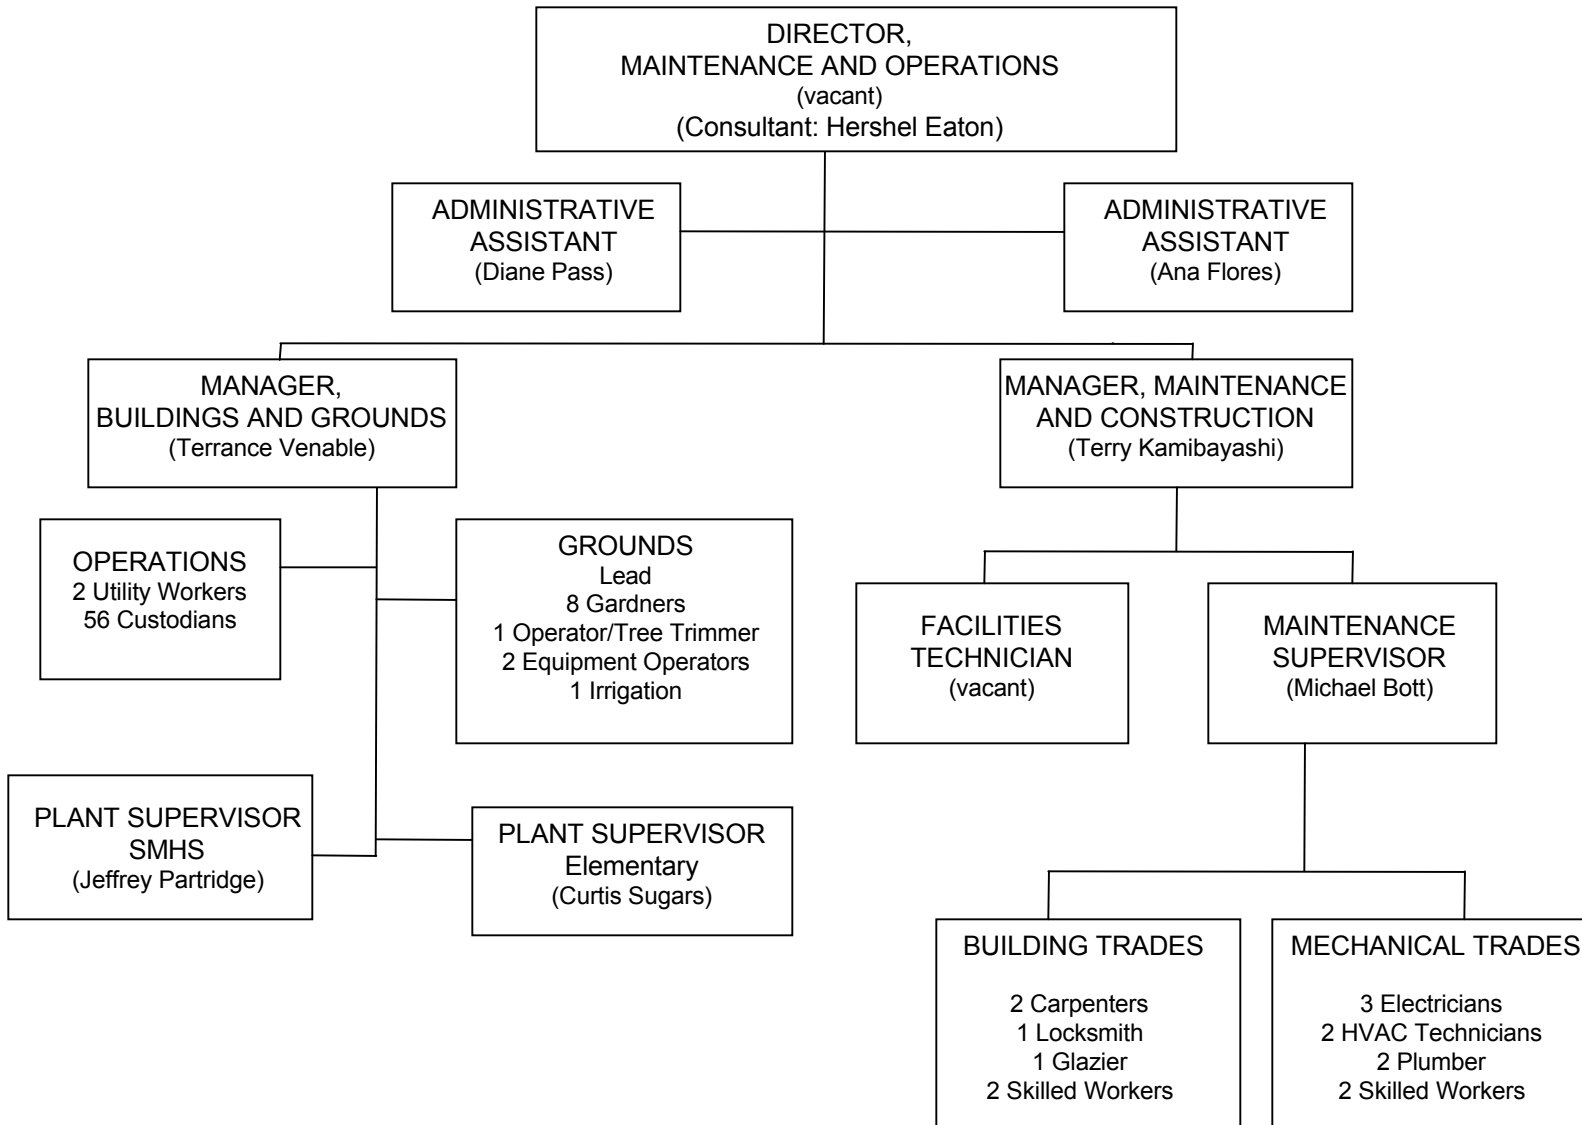 DIRECTOR,
MAINTENANCE AND OPERATIONS
(vacant)
(Consultant: Hershel Eaton)
ADMINISTRATIVE
ASSISTANT
(Diane Pass)
ADMINISTRATIVE
ASSISTANT
(Ana Flores)
MANAGER,
BUILDINGS AND GROUNDS
(Terrance Venable)
MANAGER, MAINTENANCE
AND CONSTRUCTION
(Terry Kamibayashi)
OPERATIONS
2 Utility Workers
56 Custodians
GROUNDS
Lead
8 Gardners
1 Operator/Tree Trimmer
2 Equipment Operators
1 Irrigation
FACILITIES
TECHNICIAN
(vacant)
MAINTENANCE
SUPERVISOR
(Michael Bott)
PLANT SUPERVISOR
SMHS
(Jeffrey Partridge)
PLANT SUPERVISOR
Elementary
(Curtis Sugars)
BUILDING TRADES
2 Carpenters
1 Locksmith
1 Glazier
2 Skilled Workers
MECHANICAL TRADES
3 Electricians
2 HVAC Technicians
2 Plumber
2 Skilled Workers